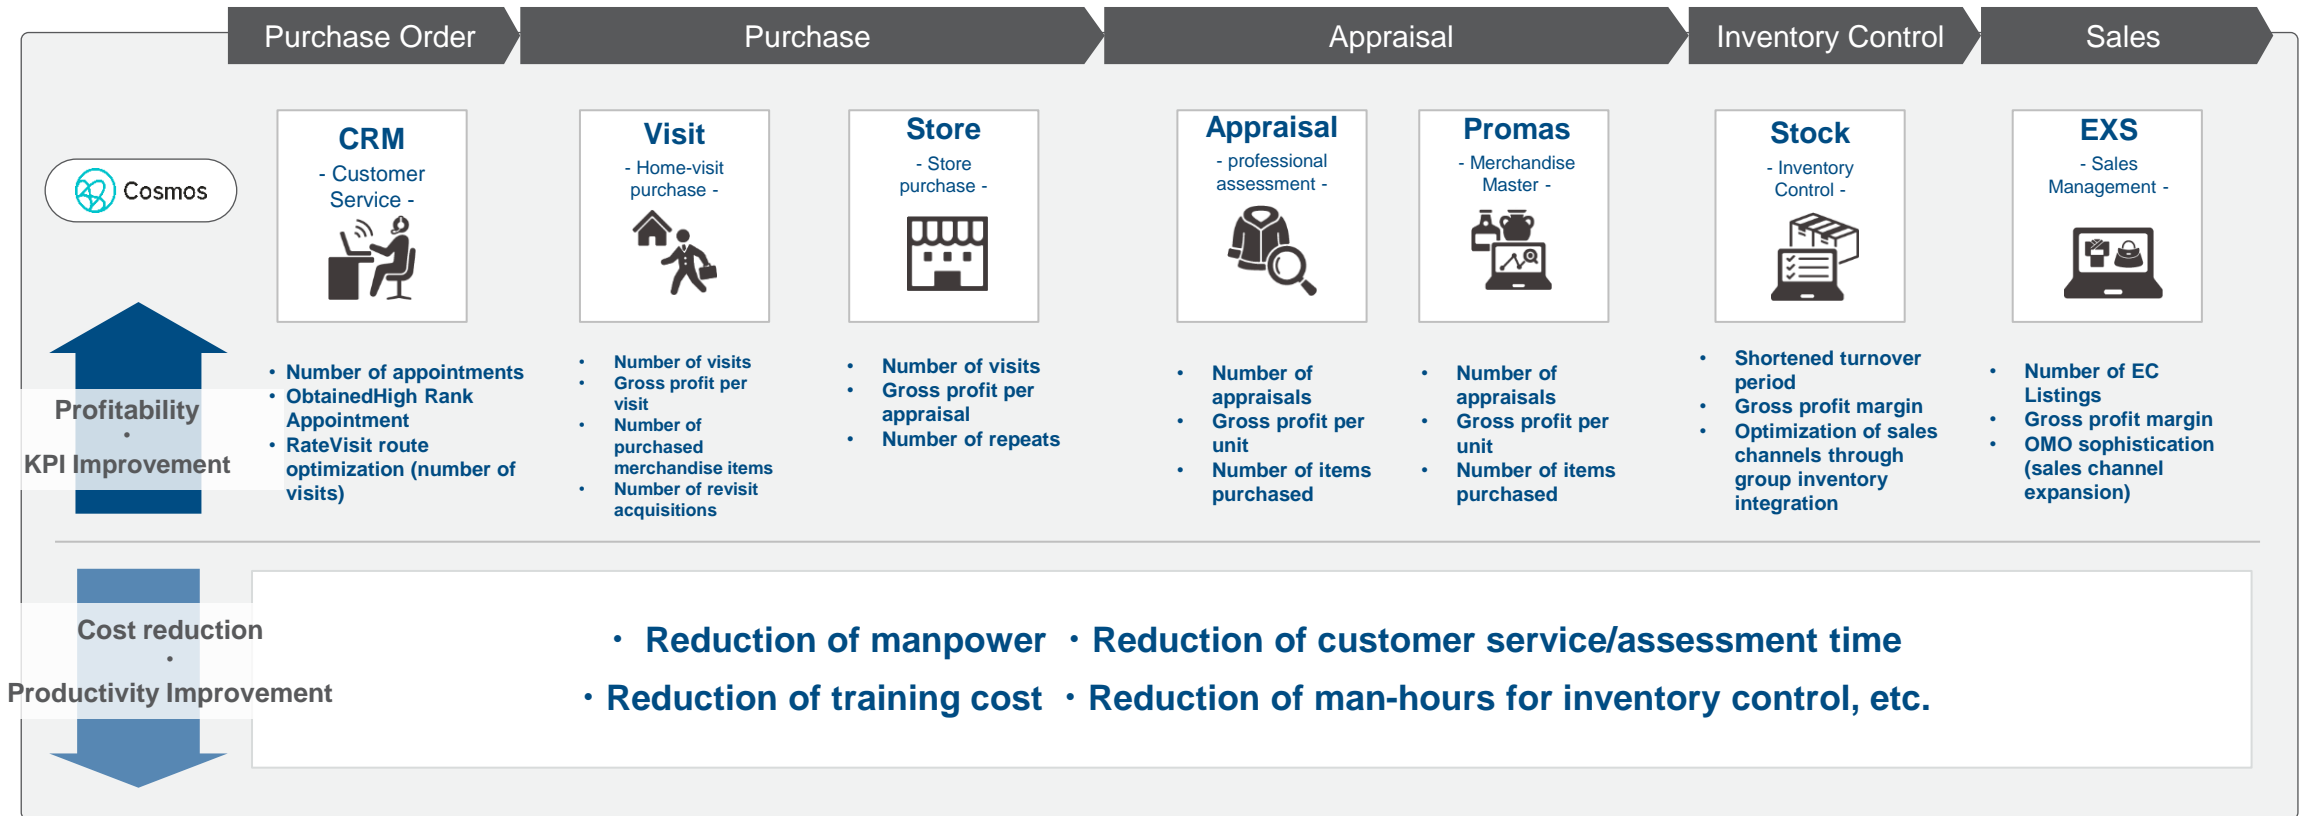 Purchase Order
Purchase
Appraisal
Inventory Control
Sales
Cosmos
CRM
- Customer
Service -
Visit
- Home-visit
purchase -
Store
- Store
purchase -
Appraisal
- professional
assessment -
Promas
- Merchandise
Master -
Stock
- Inventory
Control -
EXS
- Sales
Management -
Profitability
・
KPI Improvement
• Number of appointments
• ObtainedHigh Rank
Appointment
• RateVisit route
optimization (number of
visits)
• Number of visits
• Gross profit per
visit
• Number of
purchased
merchandise items
• Number of revisit
acquisitions
• Number of visits
• Gross profit per
appraisal
• Number of repeats
• Number of
appraisals
• Gross profit per
unit
• Number of items
purchased
• Number of
appraisals
• Gross profit per
unit
• Number of items
purchased
• Shortened turnover
period
• Gross profit margin
• Optimization of sales
channels through
group inventory
integration
• Number of EC
Listings
• Gross profit margin
• OMO sophistication
(sales channel
expansion)
Cost reduction
・
Productivity Improvement
・ Reduction of manpower ・Reduction of customer service/assessment time
・Reduction of training cost ・Reduction of man-hours for inventory control, etc.